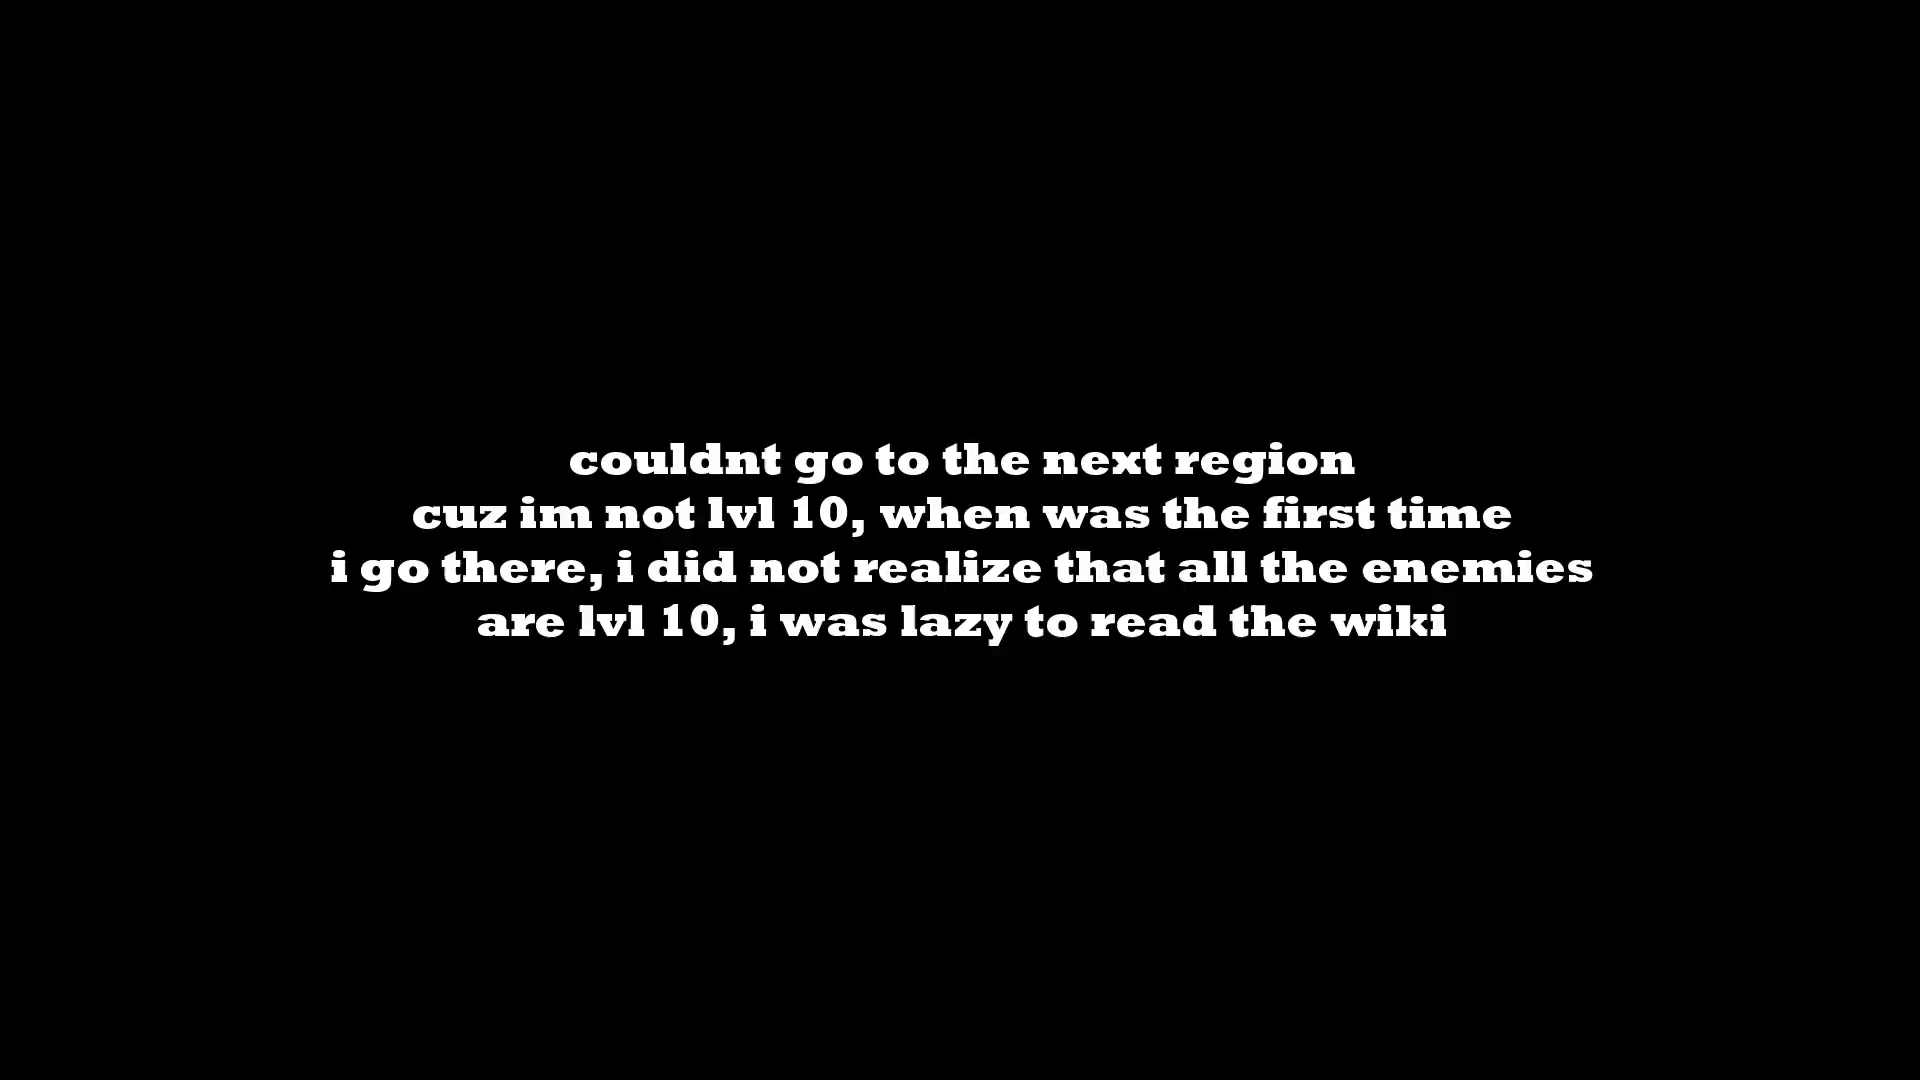 couldnt go to the next region
cuz im not lvl 10, when was the first time
i go there, i did not realize that all the enemies
are lvl 10, i was lazy to read the wiki